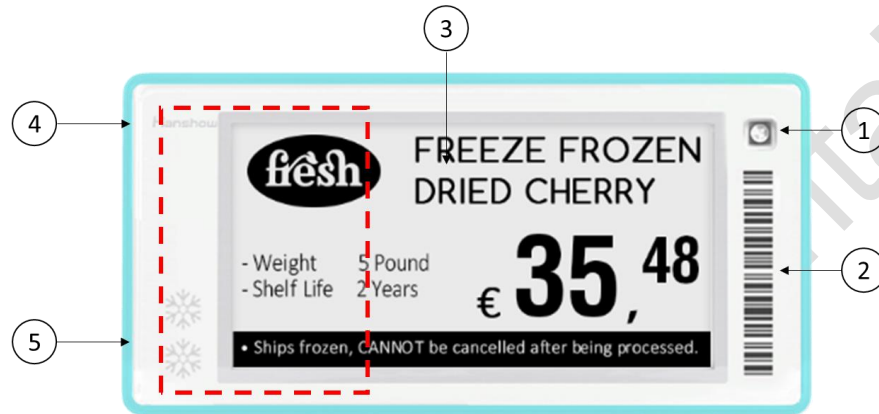 3
4
1
Hanshow
fresh
FREEZE FROZEN
DRIED CHERRY
- Weight 5 Pound
- Shelf Life 2 Years
€ 35,48
2
5
• Ships frozen, CANNOT be cancelled after being processed.